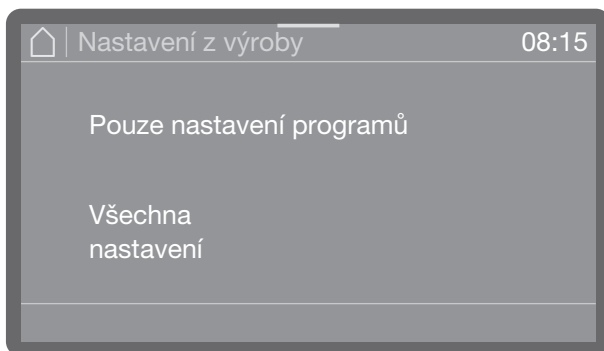 Nastavení z výroby 08:15
Pouze nastavení programů
Všechna
nastavení